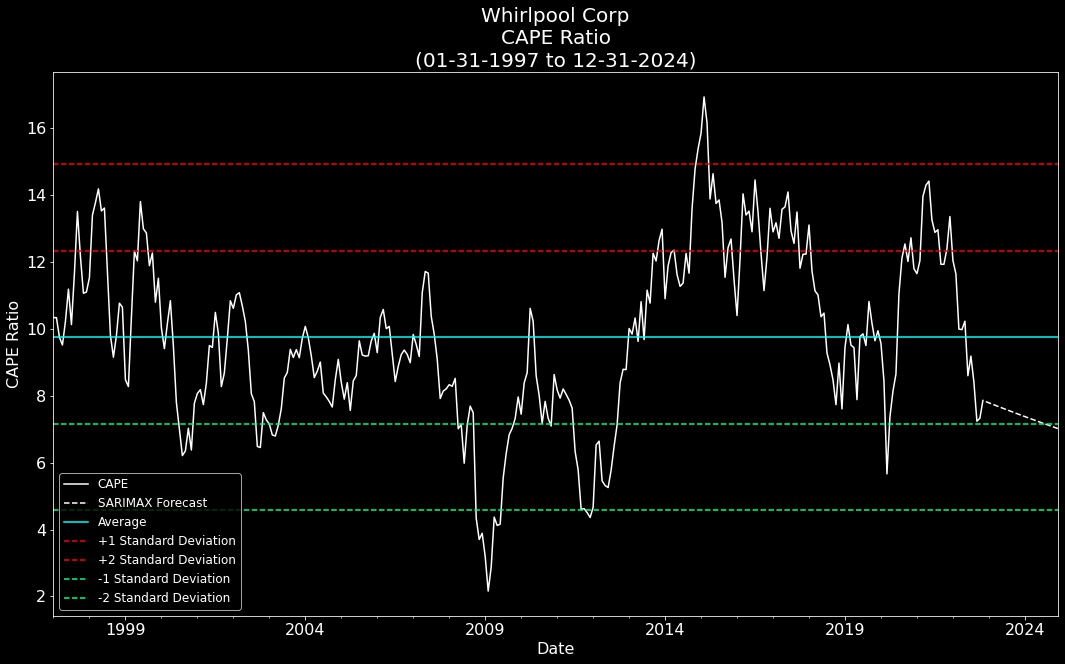 Whirlpool Corp
CAPE Ratio
(01-31-1997 to 12-31-2024)
CAPE Ratio
16
14
12
10
8
6
4
2
CAPE
SARIMAX Forecast
Average
+1 Standard Deviation
+2 Standard Deviation
-1 Standard Deviation
-2 Standard Deviation
1999 2004 2009 2014 2019 2024
Date